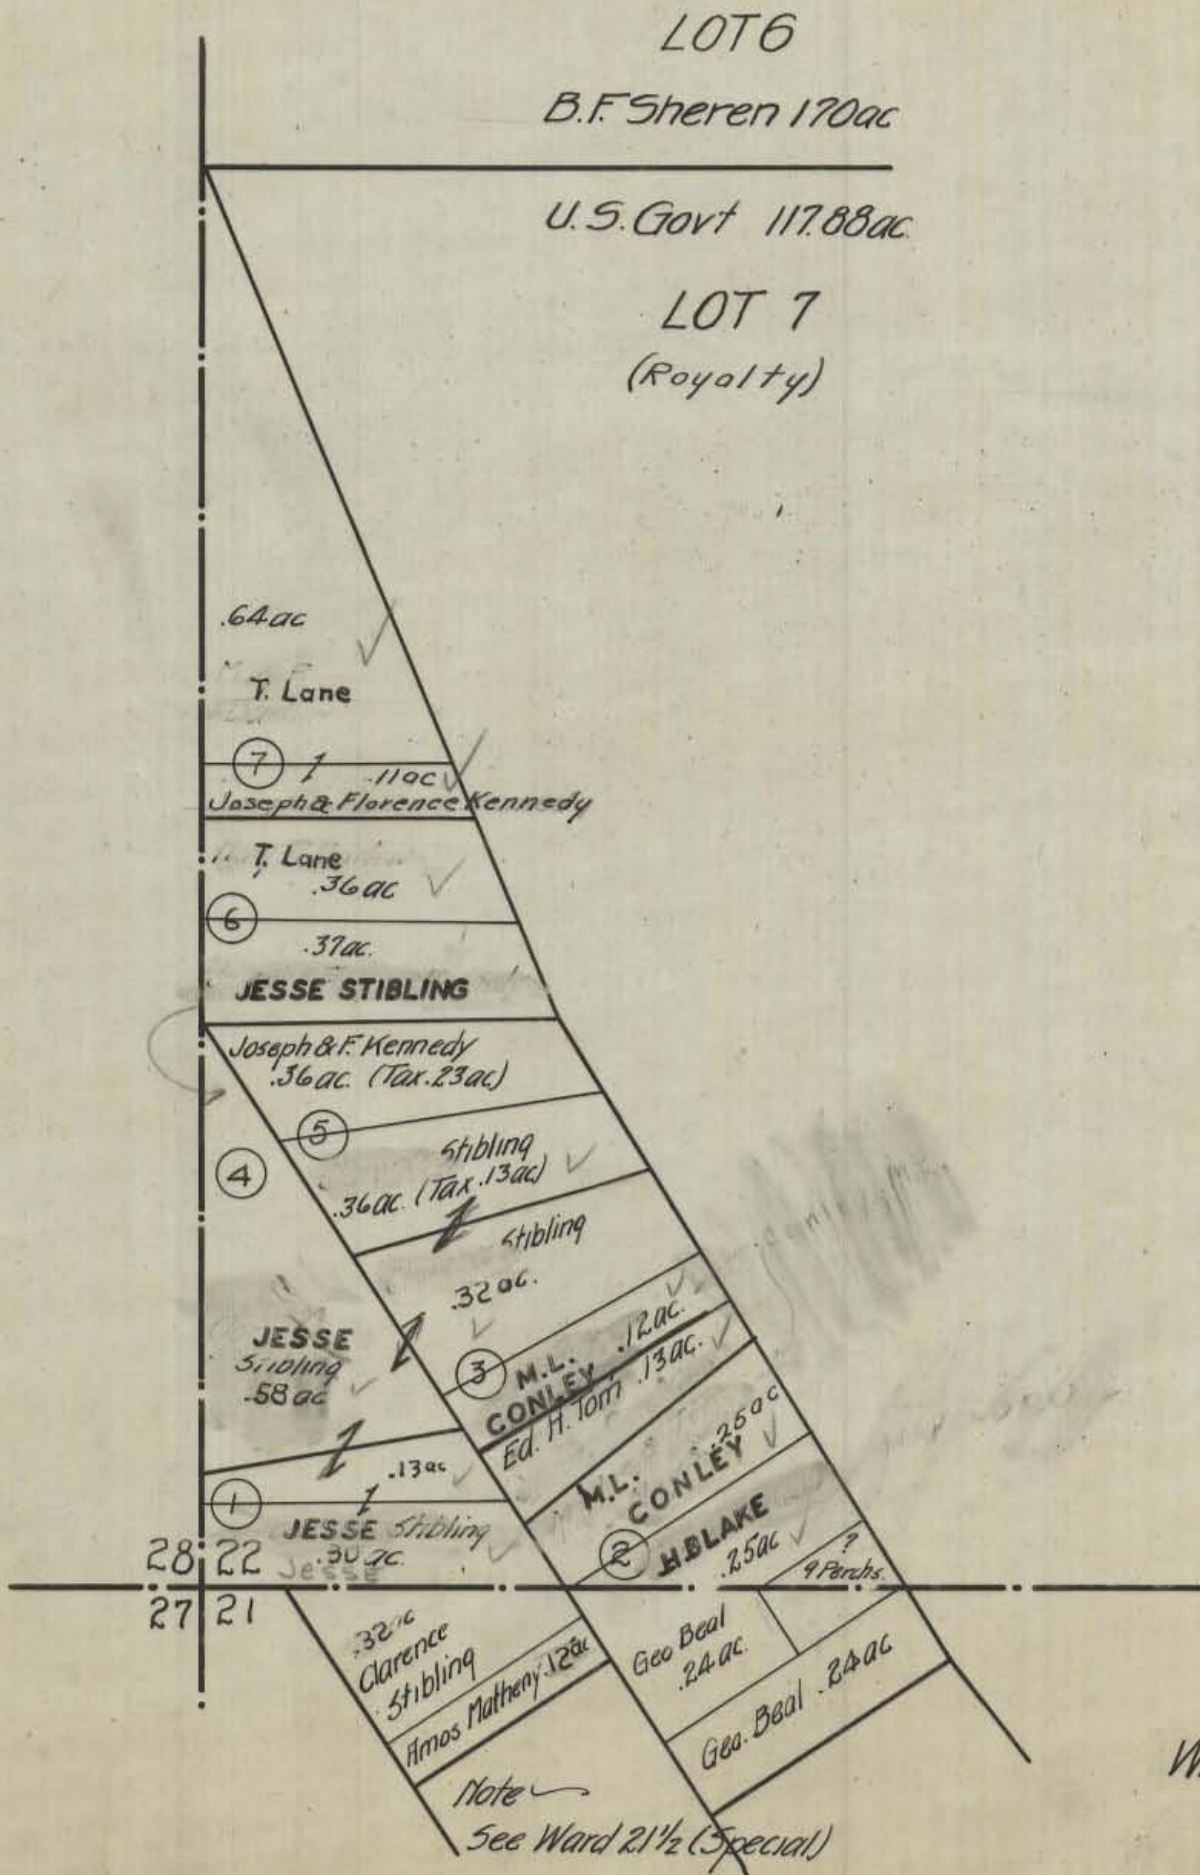 LOT 6
B.F. Sheren 170ac
U.S. Govt 117.88ac.
LOT 7
(Royalty)
.64ac
T. Lane
7
.11ac
Joseph & Florence Kennedy
T. Lane
.36ac
6
.37ac.
JESSE STIBLING
Joseph & F. Kennedy
.36ac. (Tax .23ac)
5
4
Stibling
.36ac. (Tax .13ac)
Stibling
.32ac.
JESSE
Stibling
.58ac
3
M.L. CONLEY .12ac.
Ed. H. Tom .13ac.
.13ac
1
JESSE Stibling
.30ac.
Jesse
M.L. CONLEY
2
H. BLAKE
.25ac
?
9 Perchs.
28 22
27 21
.32ac
Clarence
Stibling
Amos Matheny .12ac
Geo Beal
.24ac.
Geo. Beal .24ac
Note
See Ward 21½ (Special)